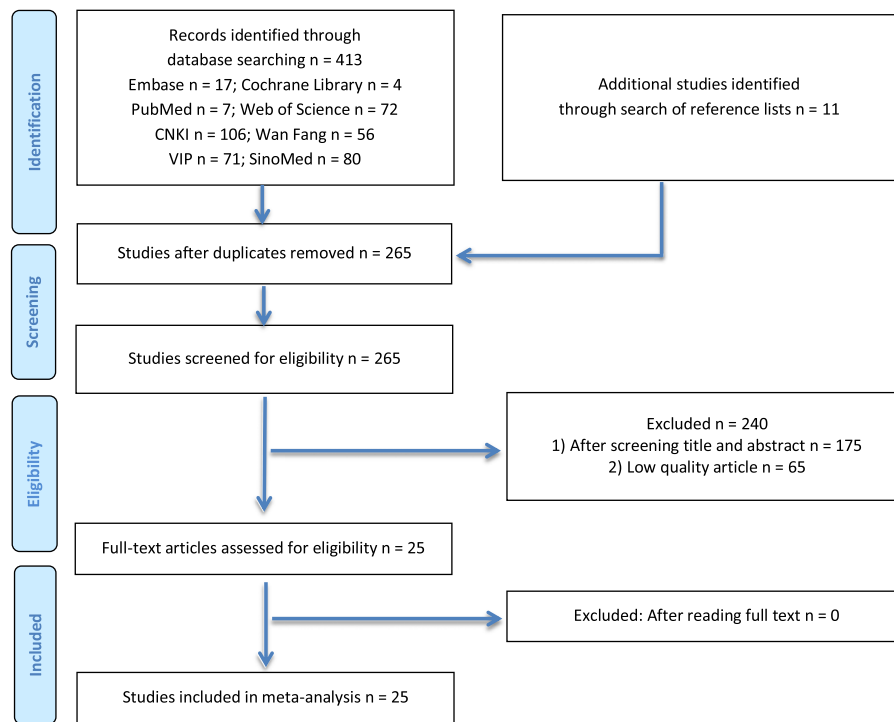 Identification
Records identified through
database searching n = 413
Embase n = 17; Cochrane Library n = 4
PubMed n = 7; Web of Science n = 72
CNKI n = 106; Wan Fang n = 56
VIP n = 71; SinoMed n = 80
Additional studies identified
through search of reference lists n = 11
Studies after duplicates removed n = 265
Screening
Studies screened for eligibility n = 265
Eligibility
Excluded n = 240
1) After screening title and abstract n = 175
2) Low quality article n = 65
Full-text articles assessed for eligibility n = 25
Included
Excluded: After reading full text n = 0
Studies included in meta-analysis n = 25